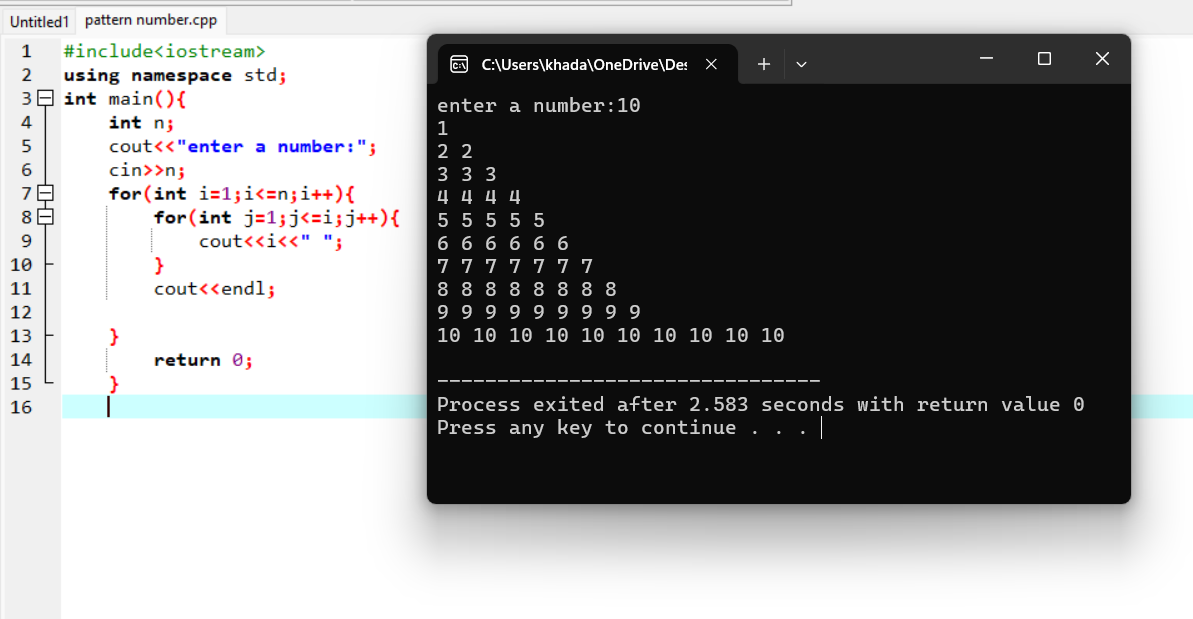 Untitled1 pattern number.cpp
1 #include<iostream>
2 using namespace std;
3 int main(){
4 int n;
5 cout<<"enter a number:";
6 cin>>n;
7 for(int i=1;i<=n;i++){
8 for(int j=1;j<=i;j++){
9 cout<<i<<" ";
10 }
11 cout<<endl;
12
13 }
14 return 0;
15 }
16
C:\Users\khada\OneDrive\Des
enter a number:10
1
2 2
3 3 3
4 4 4 4
5 5 5 5 5
6 6 6 6 6 6
7 7 7 7 7 7 7
8 8 8 8 8 8 8 8
9 9 9 9 9 9 9 9 9
10 10 10 10 10 10 10 10 10 10
--------------------------------
Process exited after 2.583 seconds with return value 0
Press any key to continue . . .